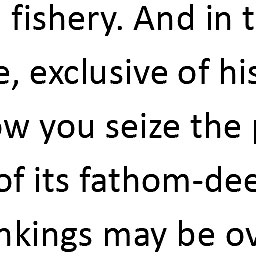 fishery. And in t
e, exclusive of his
ow you seize the p
of its fathom-dee
nkings may be ov